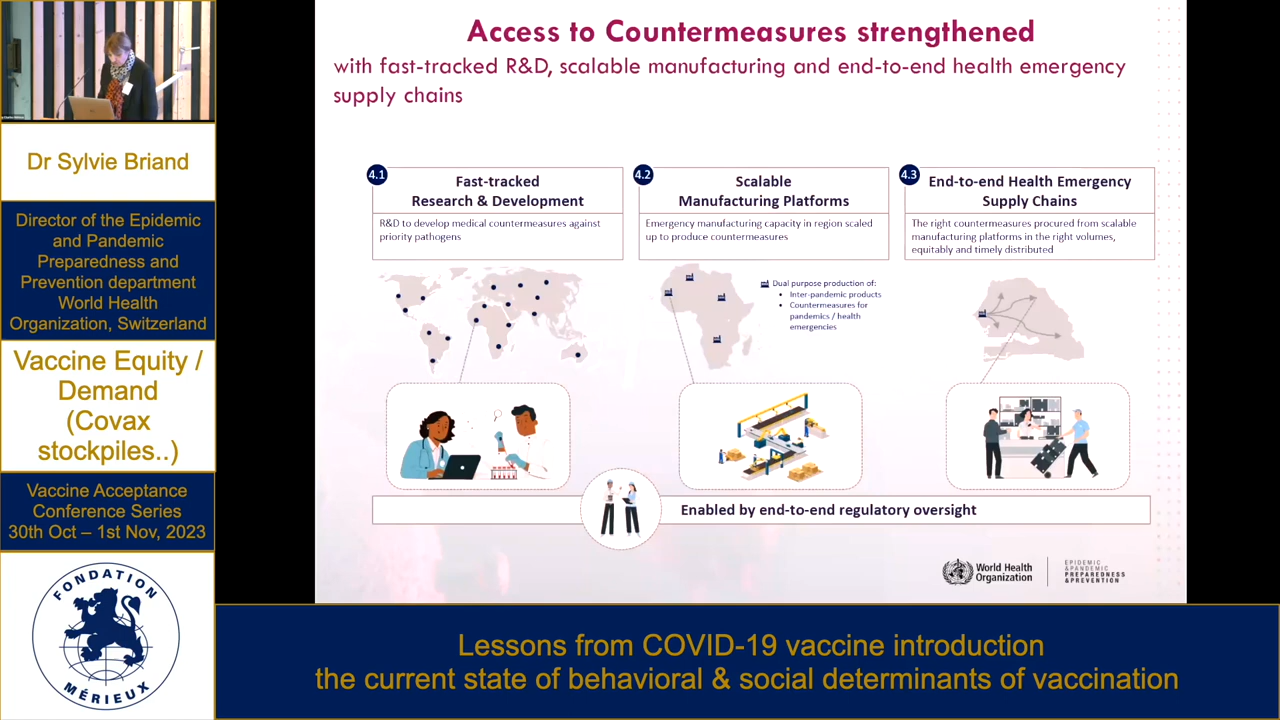 Access to Countermeasures strengthened
with fast-tracked R&D, scalable manufacturing and end-to-end health emergency
supply chains
4.1
Fast-tracked
Research & Development
R&D to develop medical countermeasures against
priority pathogens
4.2
Scalable
Manufacturing Platforms
Emergency manufacturing capacity in region scaled
up to produce countermeasures
4.3
End-to-end Health Emergency
Supply Chains
The right countermeasures procured from scalable
manufacturing platforms in the right volumes,
equitably and timely distributed
Dual purpose production of:
• Inter-pandemic products
• Countermeasures for
pandemics / health
emergencies
Enabled by end-to-end regulatory oversight
World Health
Organization
EPIDEMIC
&PANDEMIC
PREPAREDNESS
&PREVENTION
Dr Sylvie Briand
Director of the Epidemic
and Pandemic
Preparedness and
Prevention department
World Health
Organization, Switzerland
Vaccine Equity /
Demand
(Covax
stockpiles..)
Vaccine Acceptance
Conference Series
30th Oct – 1st Nov, 2023
FONDATION
MÉRIEUX
Lessons from COVID-19 vaccine introduction
the current state of behavioral & social determinants of vaccination